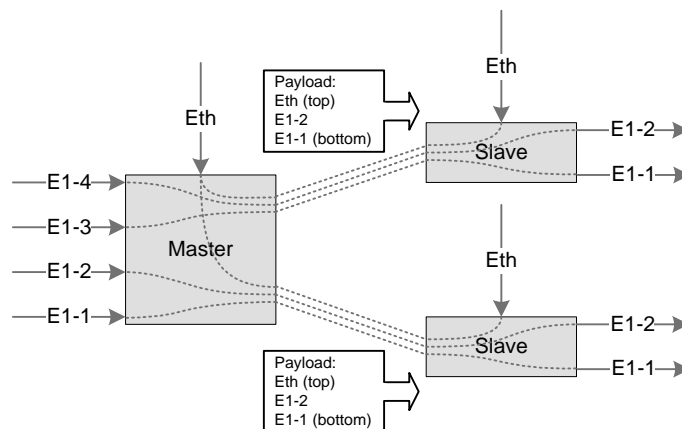 Eth
Payload:
Eth (top)
E1-2
E1-1 (bottom)
Eth
E1-2
Slave
E1-1
E1-4
E1-3
Master
E1-2
E1-1
Eth
E1-2
Slave
E1-1
Payload:
Eth (top)
E1-2
E1-1 (bottom)